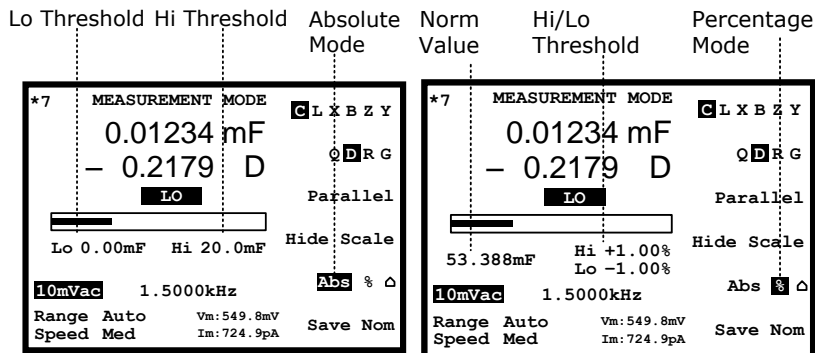 Lo Threshold Hi Threshold Absolute Mode Norm Value Hi/Lo Threshold Percentage Mode
*7 MEASUREMENT MODE
C L X B Z Y
0.01234 mF
Q D R G
– 0.2179 D
LO
Parallel
Hide Scale
Lo 0.00mF Hi 20.0mF
Abs % ⌂
10mVac 1.5000kHz
Range Auto Vm:549.8mV
Speed Med Im:724.9pA
Save Nom
*7 MEASUREMENT MODE
C L X B Z Y
0.01234 mF
Q D R G
– 0.2179 D
LO
Parallel
Hide Scale
53.388mF
Hi +1.00%
Lo –1.00%
Abs % ⌂
10mVac 1.5000kHz
Range Auto Vm:549.8mV
Speed Med Im:724.9pA
Save Nom